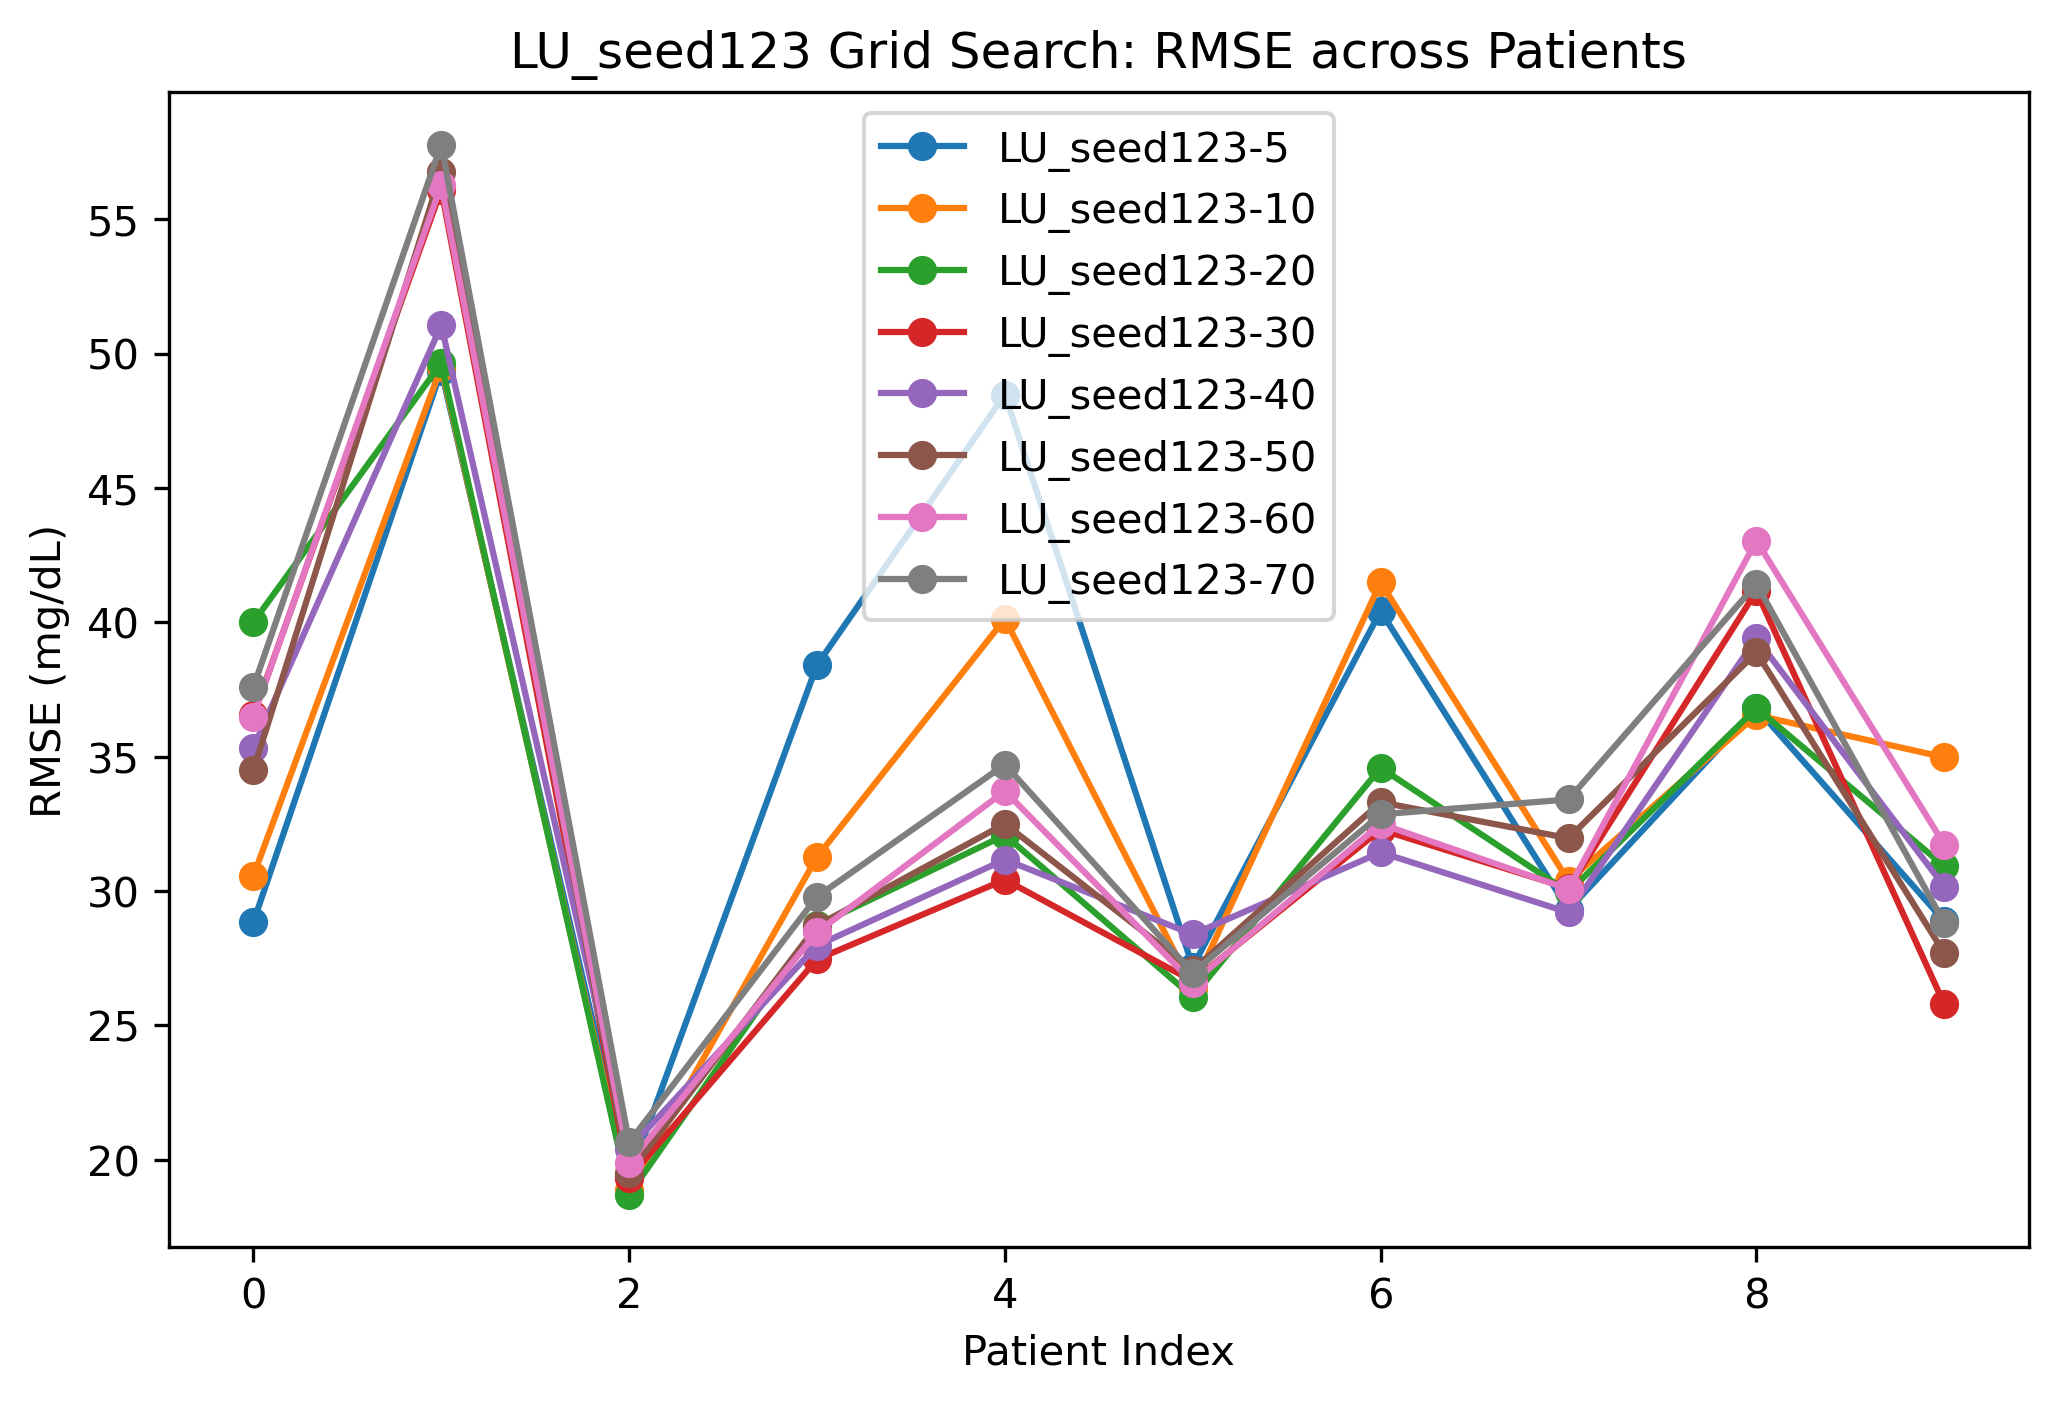 LU_seed123 Grid Search: RMSE across Patients
LU_seed123-5
LU_seed123-10
LU_seed123-20
LU_seed123-30
LU_seed123-40
LU_seed123-50
LU_seed123-60
LU_seed123-70
RMSE (mg/dL)
55
50
45
40
35
30
25
20
0
2
4
6
8
Patient Index